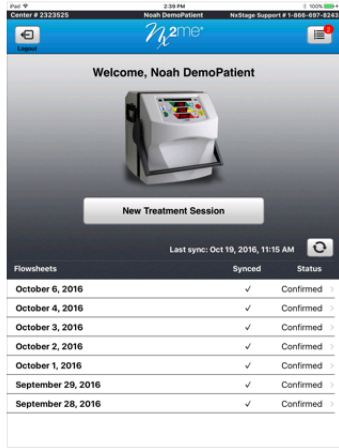 iPad 2:39 PM 100%
Center # 2323525 Noah DemoPatient NxStage Support # 1-866-697-8243
Nx2me
2
Logout
Welcome, Noah DemoPatient
New Treatment Session
Last sync: Oct 19, 2016, 11:15 AM
Flowsheets Synced Status
October 6, 2016 ✓ Confirmed
October 4, 2016 ✓ Confirmed
October 3, 2016 ✓ Confirmed
October 2, 2016 ✓ Confirmed
October 1, 2016 ✓ Confirmed
September 29, 2016 ✓ Confirmed
September 28, 2016 ✓ Confirmed